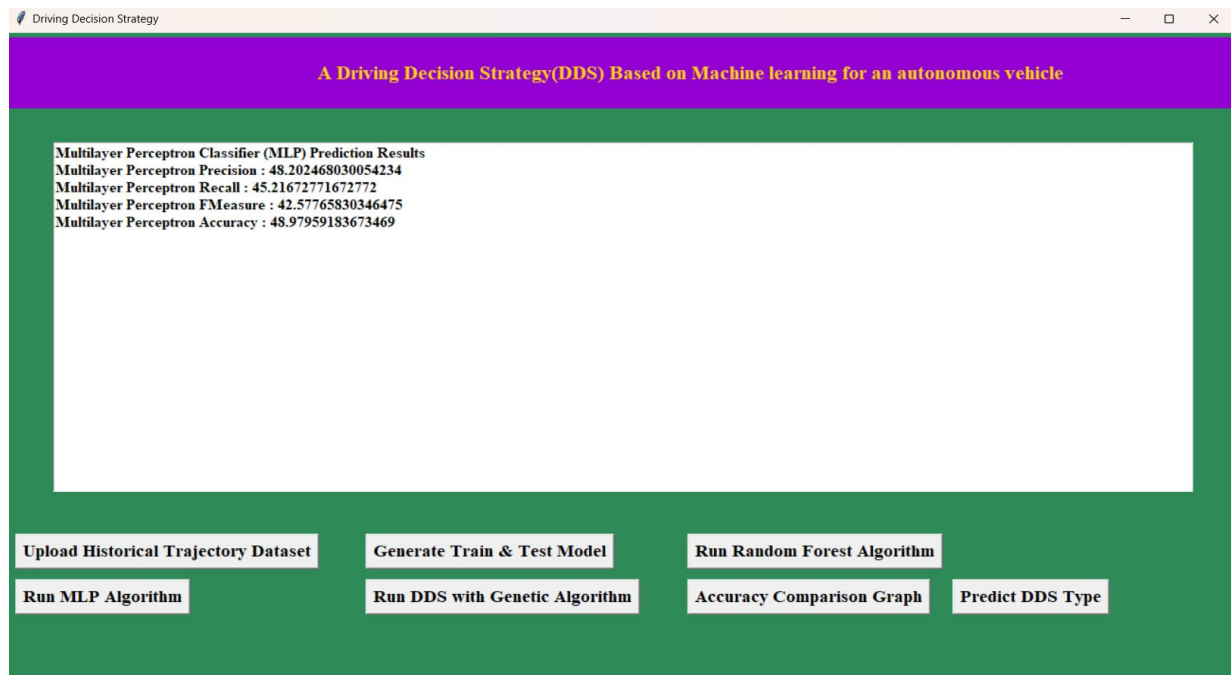 Driving Decision Strategy
A Driving Decision Strategy(DDS) Based on Machine learning for an autonomous vehicle
Multilayer Perceptron Classifier (MLP) Prediction Results
Multilayer Perceptron Precision : 48.202468030054234
Multilayer Perceptron Recall : 45.21672771672772
Multilayer Perceptron FMeasure : 42.57765830346475
Multilayer Perceptron Accuracy : 48.97959183673469
Upload Historical Trajectory Dataset
Generate Train & Test Model
Run Random Forest Algorithm
Run MLP Algorithm
Run DDS with Genetic Algorithm
Accuracy Comparison Graph
Predict DDS Type